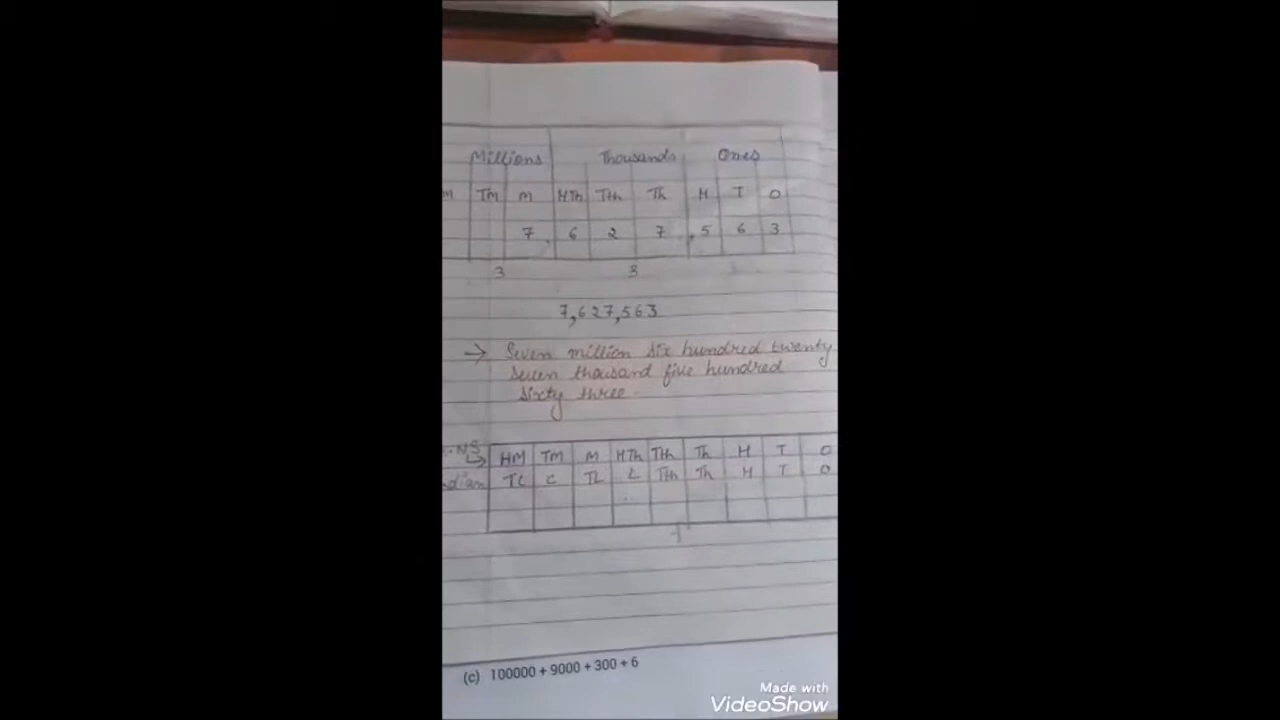 Millions Thousands Ones
m TM M HTh Tth Th H T O
7, 6 2 7, 5 6 3
3 3
7,627,563
→ Seven million six hundred twenty
seven thousand five hundred
sixty three.
NS HM TM M HTh Tth Th H T O
dian TC C TL L Tth Th H T O
(c) 100000 + 9000 + 300 + 6
Made with
VideoShow